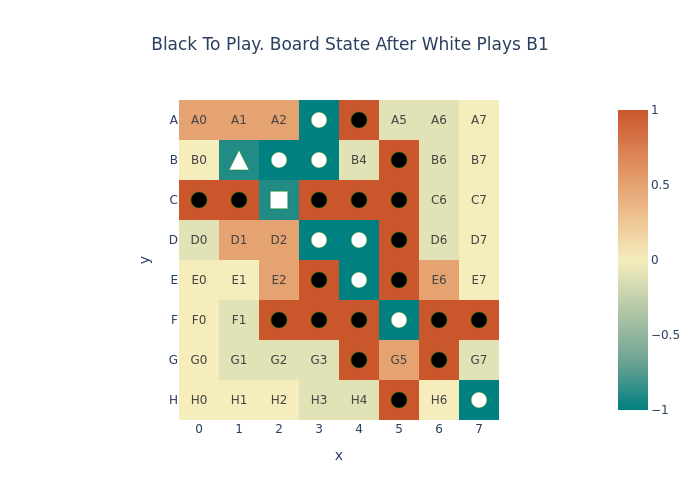 Black To Play. Board State After White Plays B1
A A0 A1 A2 A5 A6 A7
B B0 B4 B6 B7
C C6 C7
D D0 D1 D2 D6 D7
E E0 E1 E2 E6 E7
F F0 F1
G G0 G1 G2 G3 G5 G7
H H0 H1 H2 H3 H4 H6
0 1 2 3 4 5 6 7
x
y
1
0.5
0
−0.5
−1